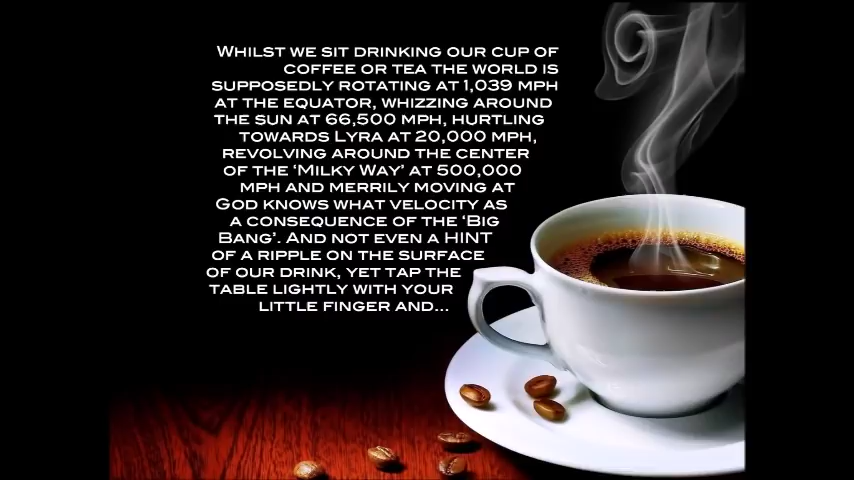 Whilst we sit drinking our cup of
coffee or tea the world is
supposedly rotating at 1,039 mph
at the equator, whizzing around
the sun at 66,500 mph, hurtling
towards Lyra at 20,000 mph,
revolving around the center
of the ‘Milky Way’ at 500,000
mph and merrily moving at
God knows what velocity as
a consequence of the ‘Big
Bang’. And not even a HINT
of a ripple on the surface
of our drink, yet tap the
table lightly with your
little finger and...